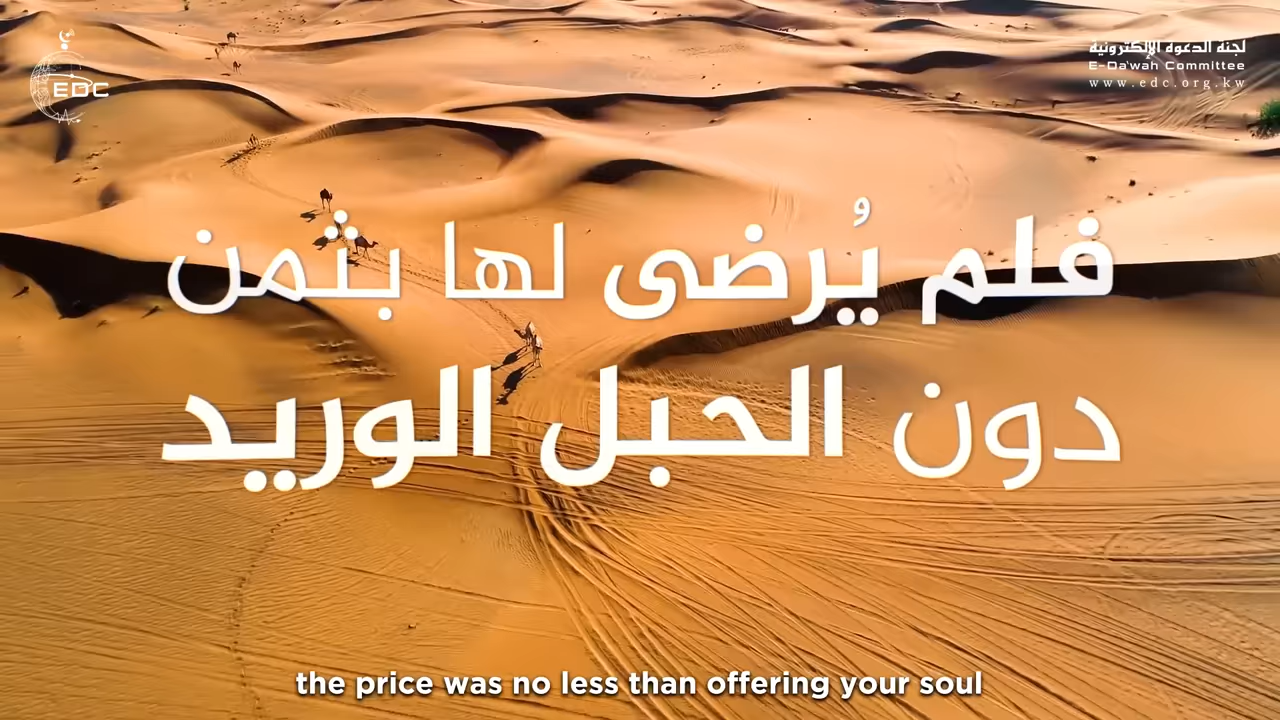 EDC
لجنة الدعوة الإلكترونية
E-Da'wah Committee
www.edc.org.kw
فلم يُرضى لها بثمن
دون الحبل الوريد
the price was no less than offering your soul